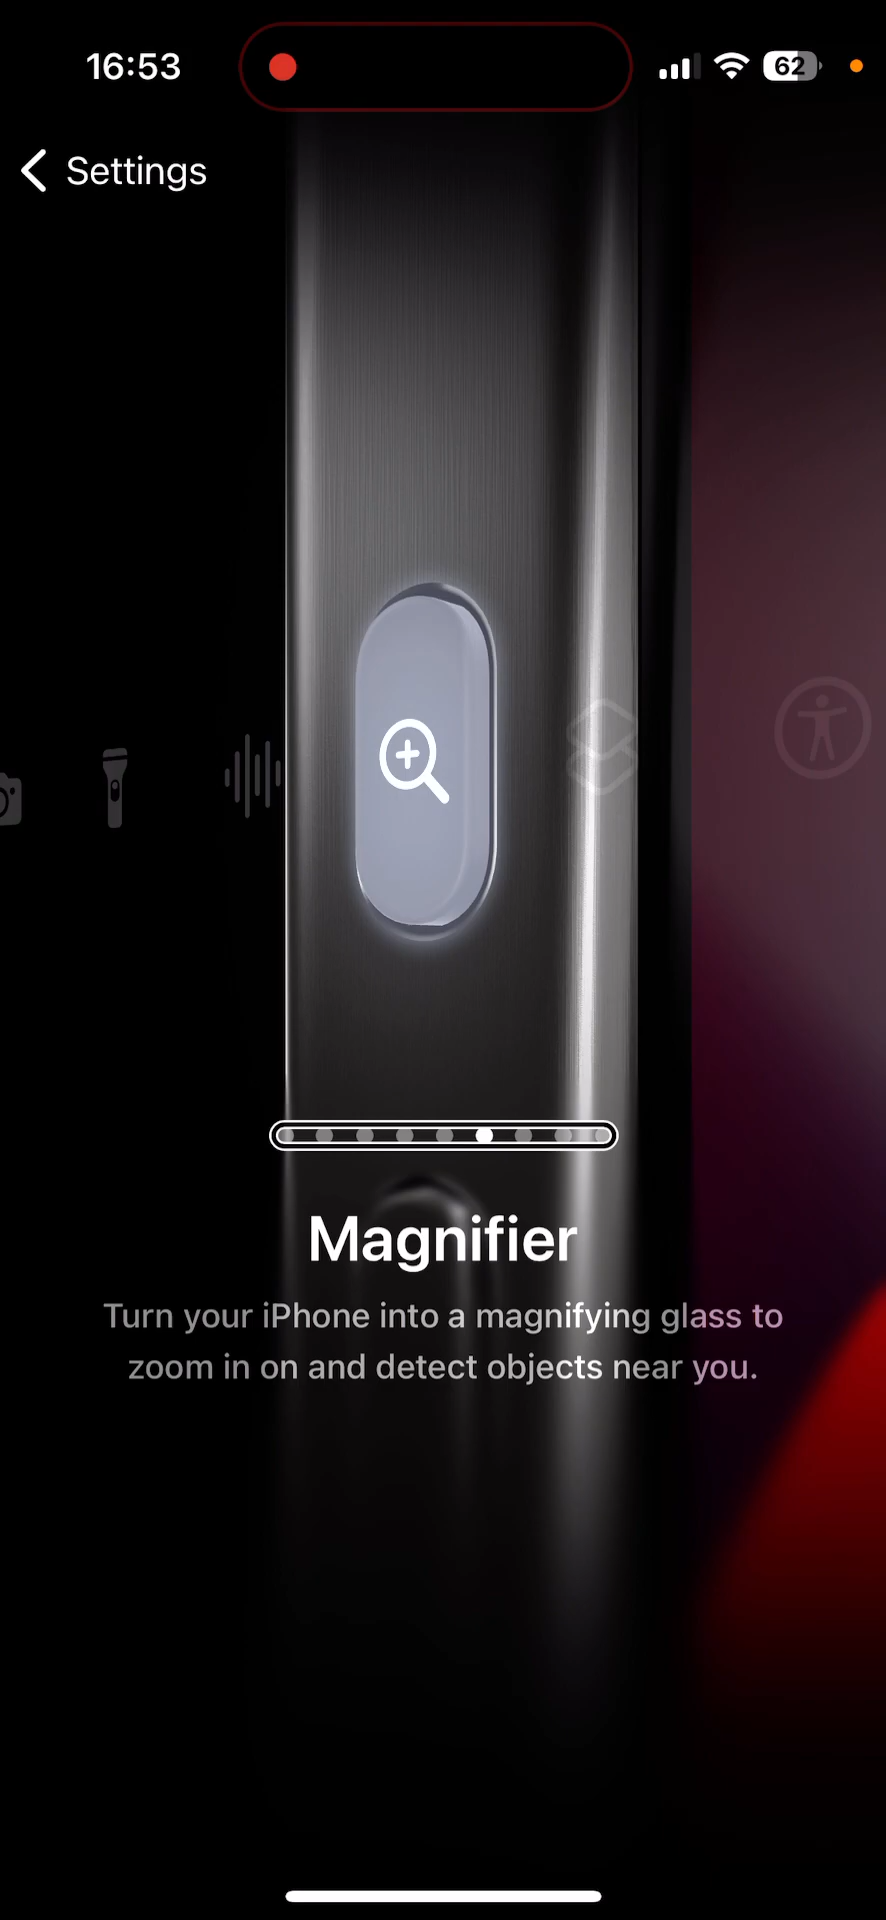 16:53
62
Settings
Magnifier
Turn your iPhone into a magnifying glass to
zoom in on and detect objects near you.